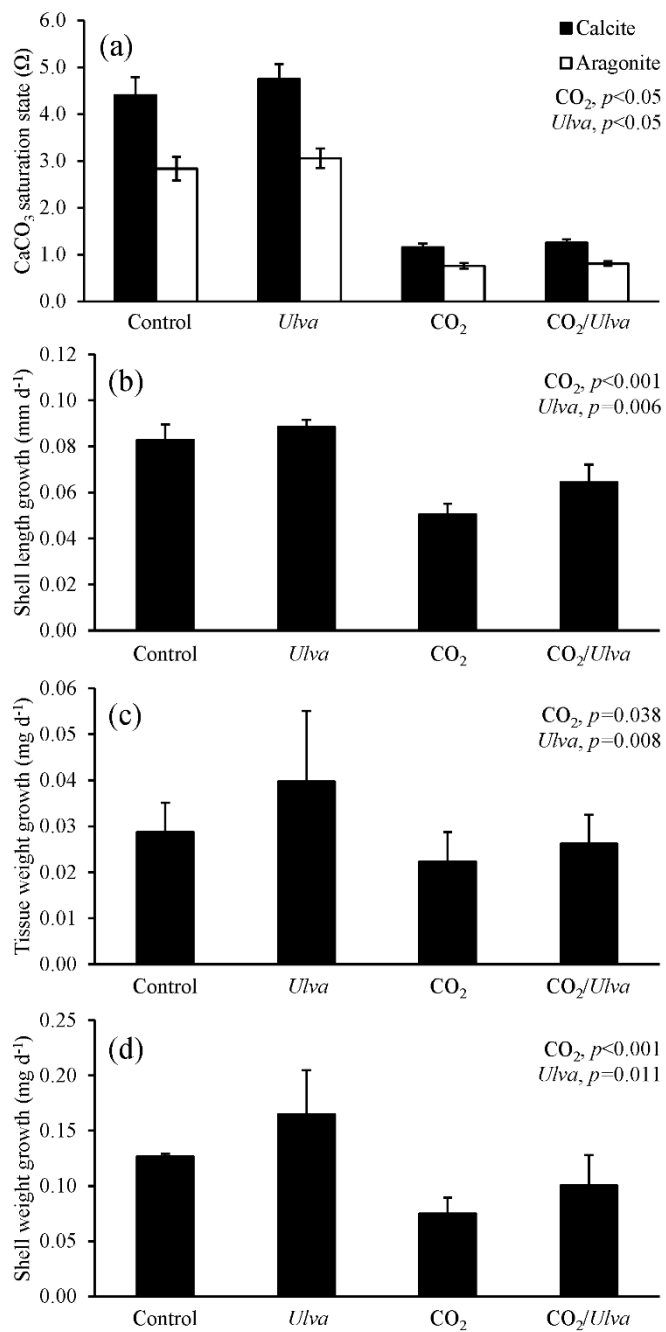 (a)
Calcite
Aragonite
CO₂, p<0.05
Ulva, p<0.05
CaCO₃ saturation state (Ω)
6.0
5.0
4.0
3.0
2.0
1.0
0.0
Control
Ulva
CO₂
CO₂/Ulva
(b)
CO₂, p<0.001
Ulva, p=0.006
Shell length growth (mm d⁻¹)
0.12
0.10
0.08
0.06
0.04
0.02
0.00
Control
Ulva
CO₂
CO₂/Ulva
(c)
CO₂, p=0.038
Ulva, p=0.008
Tissue weight growth (mg d⁻¹)
0.06
0.05
0.04
0.03
0.02
0.01
0.00
Control
Ulva
CO₂
CO₂/Ulva
(d)
CO₂, p<0.001
Ulva, p=0.011
Shell weight growth (mg d⁻¹)
0.25
0.20
0.15
0.10
0.05
0.00
Control
Ulva
CO₂
CO₂/Ulva